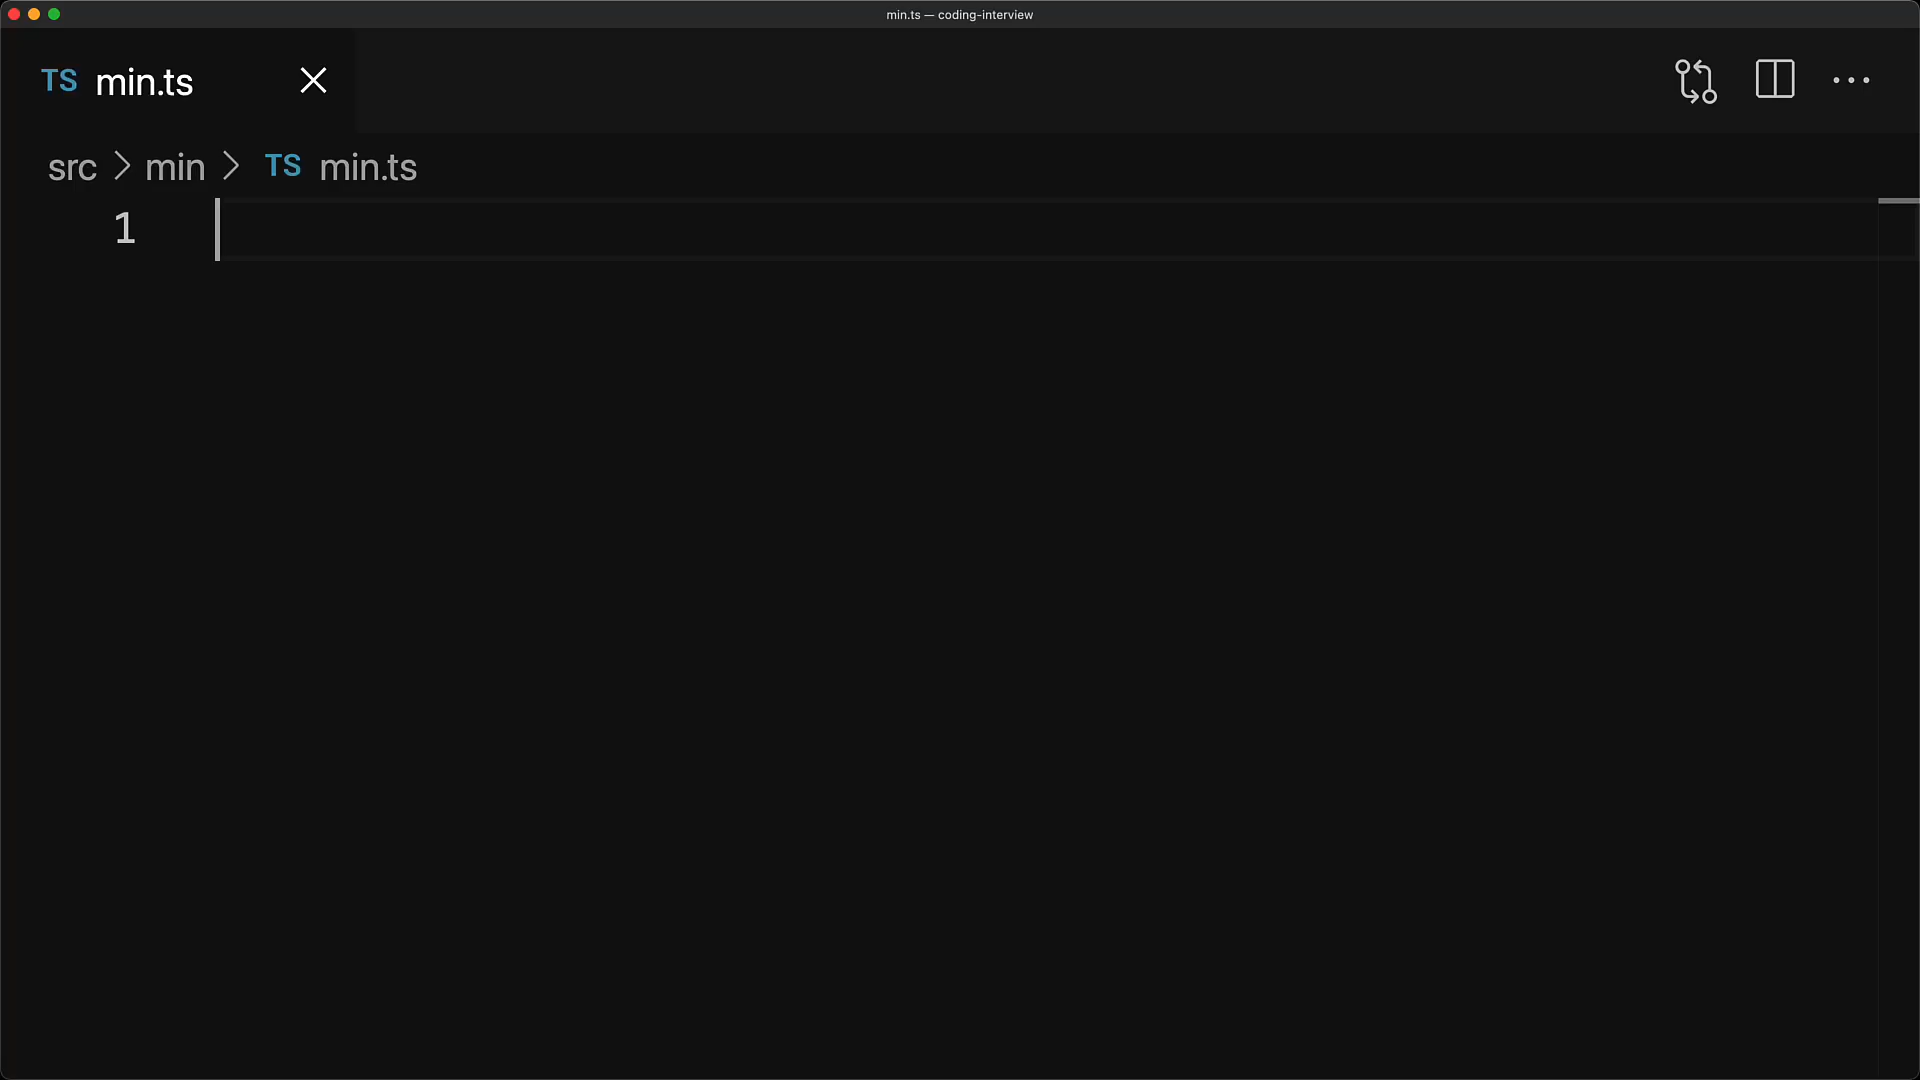 min.ts — coding-interview
TS min.ts
src min TS min.ts
1